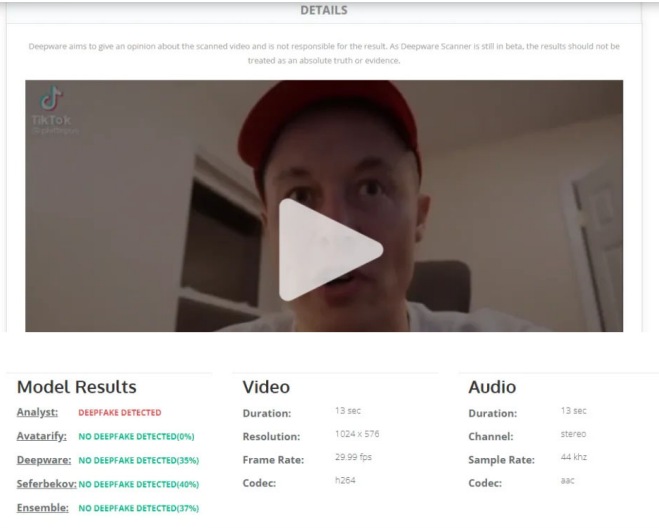 DETAILS
Deepware aims to give an opinion about the scanned video and is not responsible for the result. As Deepware Scanner is still in beta, the results should not be
treated as an absolute truth or evidence.
TikTok
Model Results
Analyst: DEEPFAKE DETECTED
Avatarify: NO DEEPFAKE DETECTED(0%)
Deepware: NO DEEPFAKE DETECTED(35%)
Seferbekov: NO DEEPFAKE DETECTED(40%)
Ensemble: NO DEEPFAKE DETECTED(37%)
Video
Duration: 13 sec
Resolution: 1024 x 576
Frame Rate: 29.99 fps
Codec: h264
Audio
Duration: 13 sec
Channel: stereo
Sample Rate: 44 khz
Codec: aac